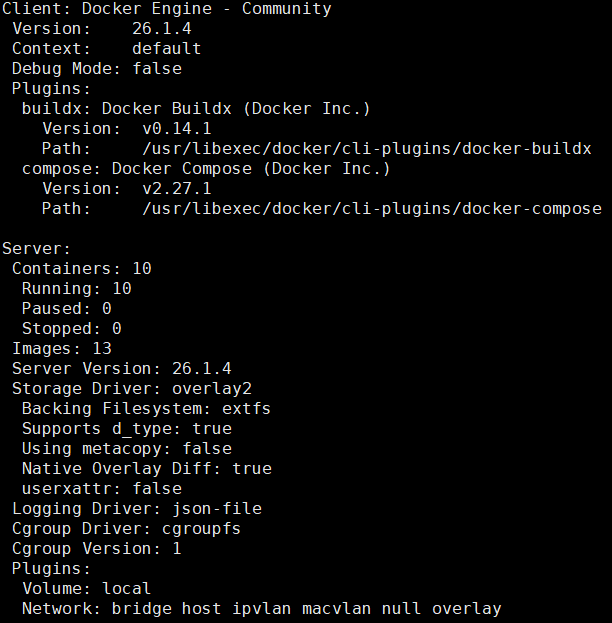 Client: Docker Engine - Community
 Version:    26.1.4
 Context:    default
 Debug Mode: false
 Plugins:
  buildx: Docker Buildx (Docker Inc.)
    Version:  v0.14.1
    Path:     /usr/libexec/docker/cli-plugins/docker-buildx
  compose: Docker Compose (Docker Inc.)
    Version:  v2.27.1
    Path:     /usr/libexec/docker/cli-plugins/docker-compose

Server:
 Containers: 10
  Running: 10
  Paused: 0
  Stopped: 0
 Images: 13
 Server Version: 26.1.4
 Storage Driver: overlay2
  Backing Filesystem: extfs
  Supports d_type: true
  Using metacopy: false
  Native Overlay Diff: true
  userxattr: false
 Logging Driver: json-file
 Cgroup Driver: cgroupfs
 Cgroup Version: 1
 Plugins:
  Volume: local
  Network: bridge host ipvlan macvlan null overlay